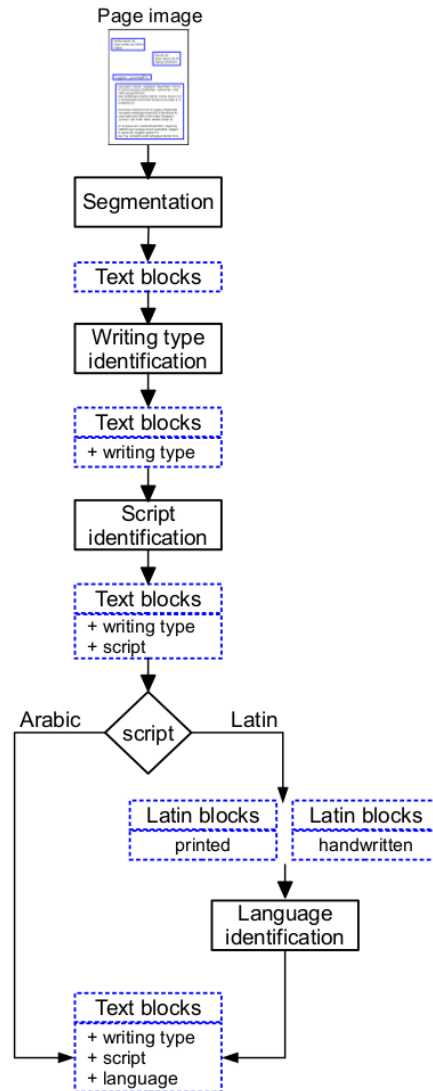 Page image
Segmentation
Text blocks
Writing type
identification
Text blocks
+ writing type
Script
identification
Text blocks
+ writing type
+ script
Arabic
script
Latin
Latin blocks
printed
Latin blocks
handwritten
Language
identification
Text blocks
+ writing type
+ script
+ language